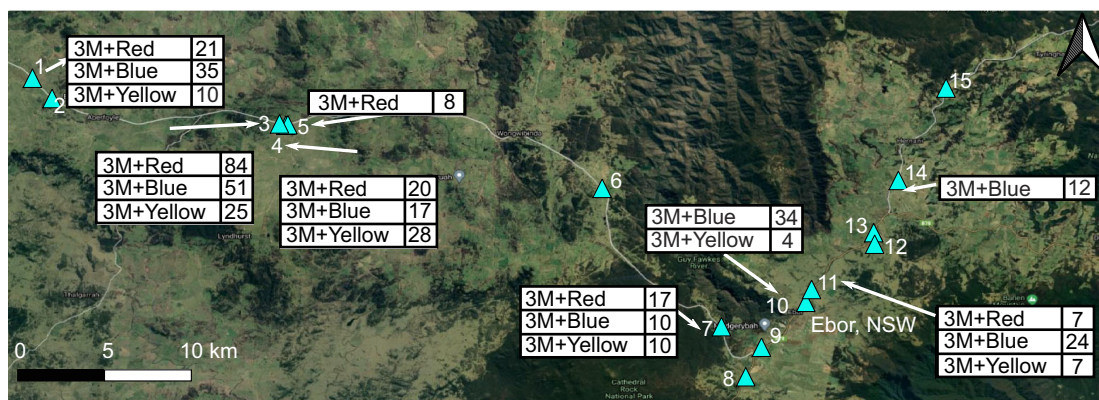 1
3M+Red 21
3M+Blue 35
3M+Yellow 10
2
Aberfoyle
3
4
5
3M+Red 8
3M+Red 84
3M+Blue 51
3M+Yellow 25
3M+Red 20
3M+Blue 17
3M+Yellow 28
Wongwibinda
6
Lyndhurst
Thalgarrah
3M+Blue 34
3M+Yellow 4
Guy Fawkes
River
3M+Red 17
3M+Blue 10
3M+Yellow 10
7
8
9
10
11
Ebor, NSW
12
13
14
3M+Blue 12
15
3M+Red 7
3M+Blue 24
3M+Yellow 7
Cathedral
Rock
National Park
0 5 10 km